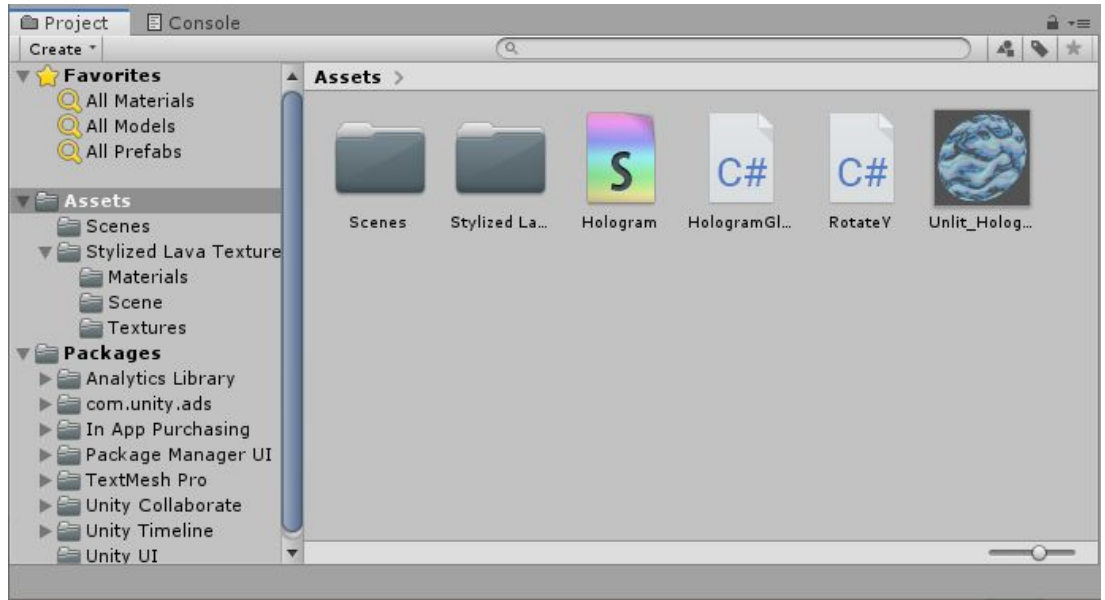 Project
Console
Create
Favorites
All Materials
All Models
All Prefabs
Assets
Scenes
Stylized Lava Texture
Materials
Scene
Textures
Packages
Analytics Library
com.unity.ads
In App Purchasing
Package Manager UI
TextMesh Pro
Unity Collaborate
Unity Timeline
Unity UI
Assets >
S
C#
C#
Scenes
Stylized La...
Hologram
HologramGl...
RotateY
Unlit_Holog...